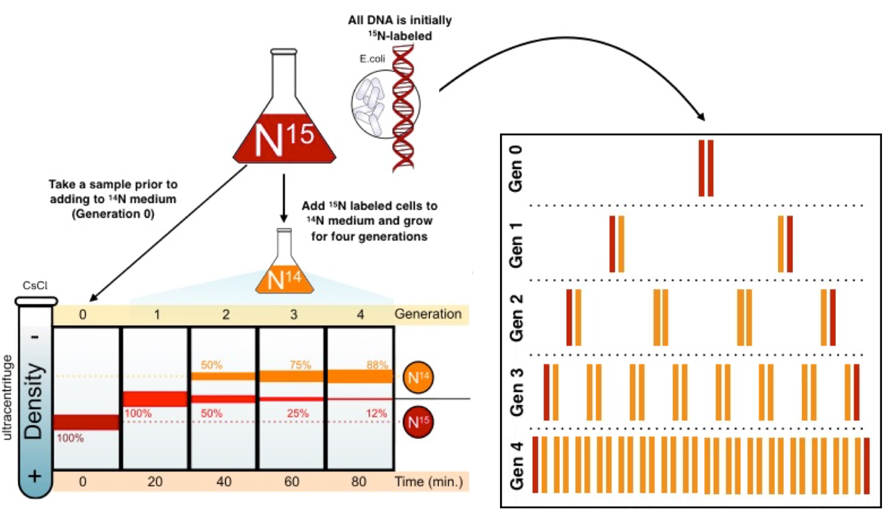 All DNA is initially
¹⁵N-labeled
E.coli
N¹⁵
Take a sample prior to
adding to ¹⁴N medium
(Generation 0)
Add ¹⁵N labeled cells to
¹⁴N medium and grow
for four generations
N¹⁴
CsCl
0 1 2 3 4 Generation
ultracentrifuge
- Density +
50% 75% 88%
N¹⁴
100% 50% 25% 12%
N¹⁵
100%
0 20 40 60 80 Time (min.)
Gen 0
Gen 1
Gen 2
Gen 3
Gen 4